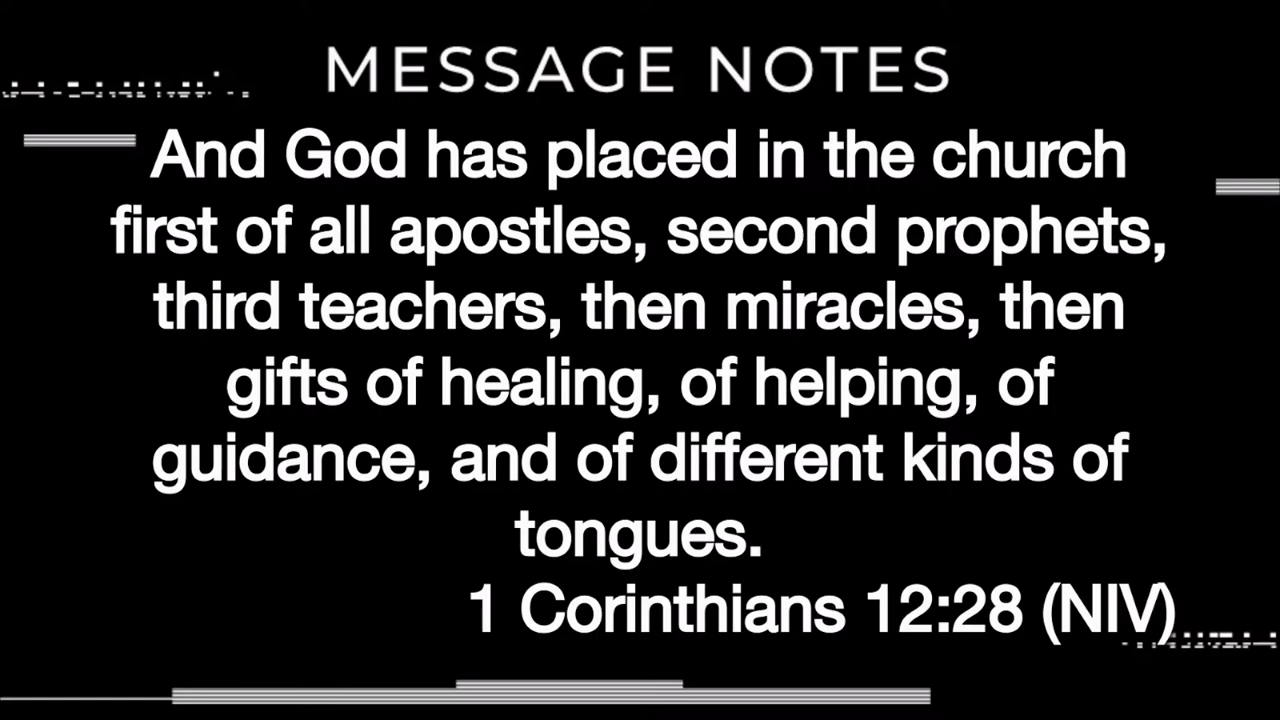 MESSAGE NOTES
And God has placed in the church
first of all apostles, second prophets,
third teachers, then miracles, then
gifts of healing, of helping, of
guidance, and of different kinds of
tongues.
1 Corinthians 12:28 (NIV)